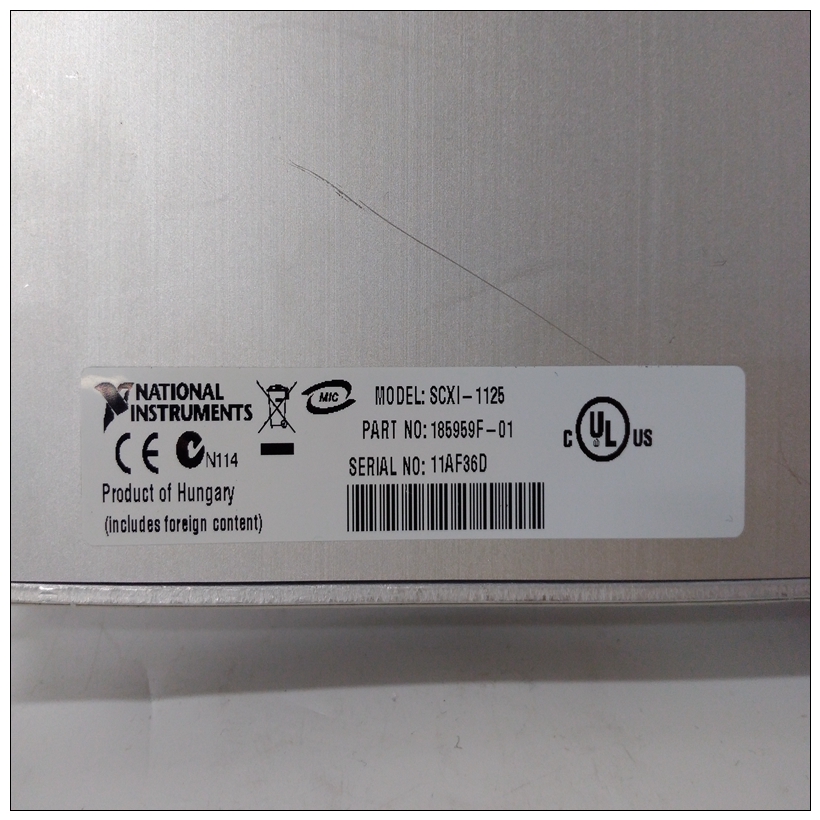 NATIONAL
INSTRUMENTS
MIC
MODEL: SCXI-1125
PART NO: 185959F-01
SERIAL NO: 11AF36D
CE
N114
Product of Hungary
(includes foreign content)
C UL US